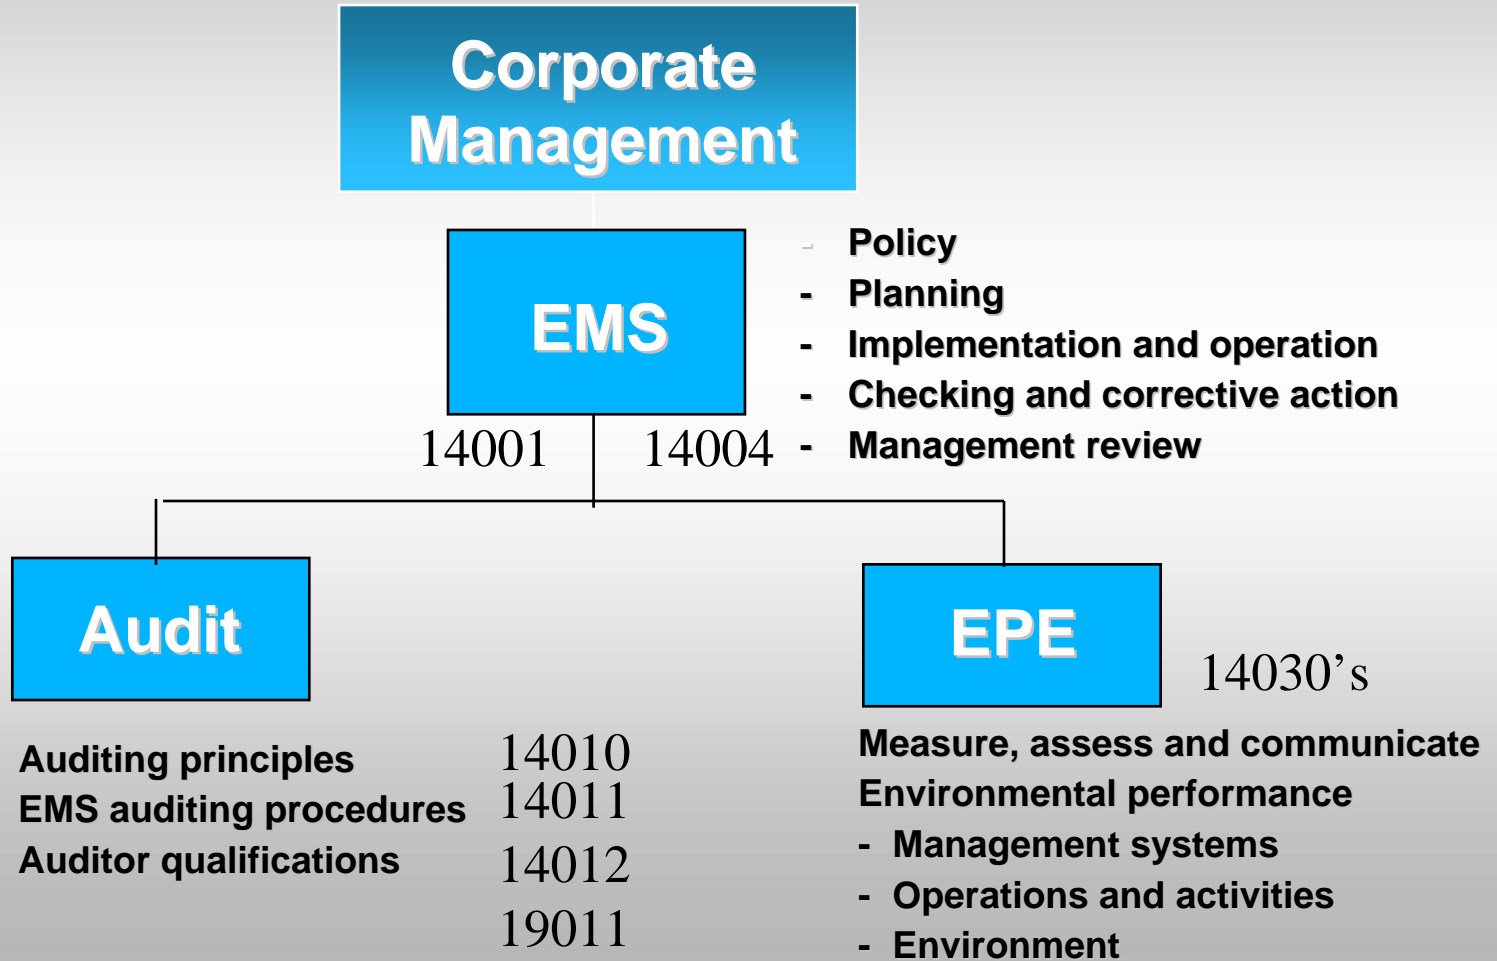 Corporate
Management
EMS
- Policy
- Planning
- Implementation and operation
- Checking and corrective action
- Management review
14001 14004
Audit
EPE
14030’s
Auditing principles 14010
EMS auditing procedures 14011
Auditor qualifications 14012
19011
Measure, assess and communicate
Environmental performance
- Management systems
- Operations and activities
- Environment